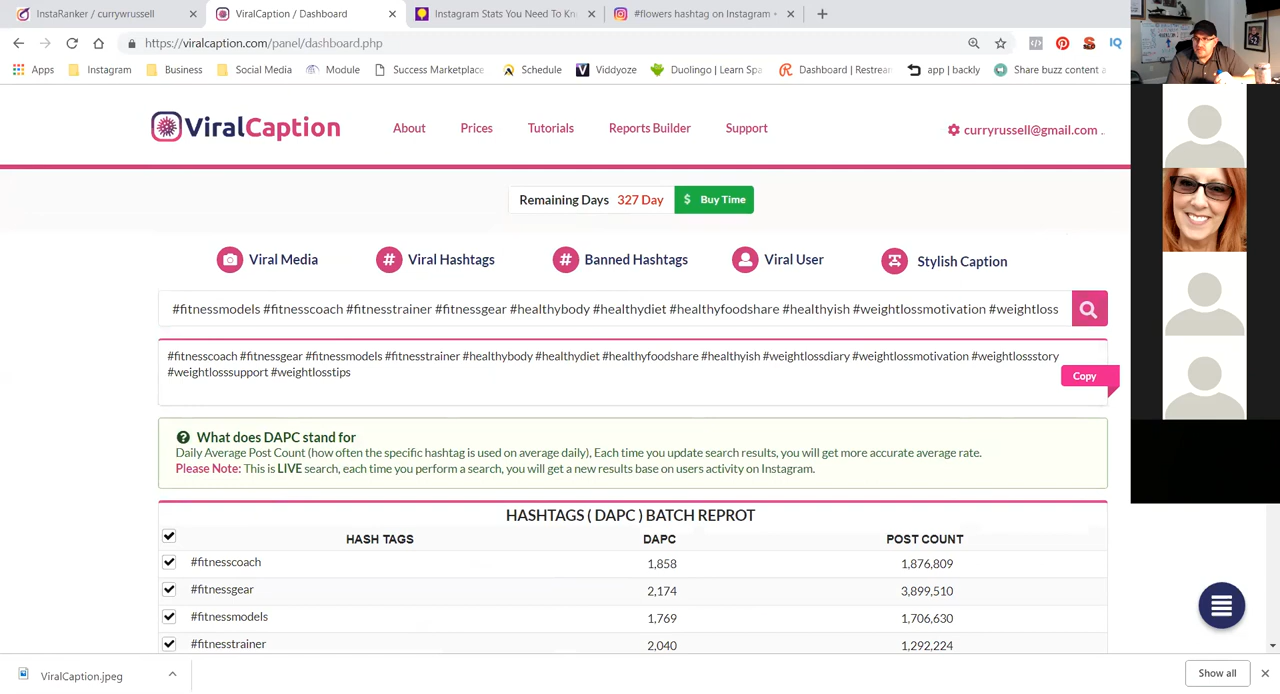 InstaRanker / currywrussell
ViralCaption / Dashboard
Instagram Stats You Need To Kn
#flowers hashtag on Instagram •
https://viralcaption.com/panel/dashboard.php
Apps
Instagram
Business
Social Media
Module
Success Marketplace
Schedule
Viddyoze
Duolingo | Learn Spa
Dashboard | Restrea
app | backly
Share buzz content a
IQ
ViralCaption
About
Prices
Tutorials
Reports Builder
Support
curryrussell@gmail.com ..
Remaining Days 327 Day
$ Buy Time
Viral Media
# Viral Hashtags
# Banned Hashtags
Viral User
Stylish Caption
#fitnessmodels #fitnesscoach #fitnesstrainer #fitnessgear #healthybody #healthydiet #healthyfoodshare #healthyish #weightlossmotivation #weightloss
#fitnesscoach #fitnessgear #fitnessmodels #fitnesstrainer #healthybody #healthydiet #healthyfoodshare #healthyish #weightlossdiary #weightlossmotivation #weightlossstory
#weightlosssupport #weightlosstips
Copy
What does DAPC stand for
Daily Average Post Count (how often the specific hashtag is used on average daily), Each time you update search results, you will get more accurate average rate.
Please Note: This is LIVE search, each time you perform a search, you will get a new results base on users activity on Instagram.
HASHTAGS ( DAPC ) BATCH REPROT
HASH TAGS DAPC POST COUNT
#fitnesscoach 1,858 1,876,809
#fitnessgear 2,174 3,899,510
#fitnessmodels 1,769 1,706,630
#fitnesstrainer 2,040 1,292,224
ViralCaption.jpeg
Show all